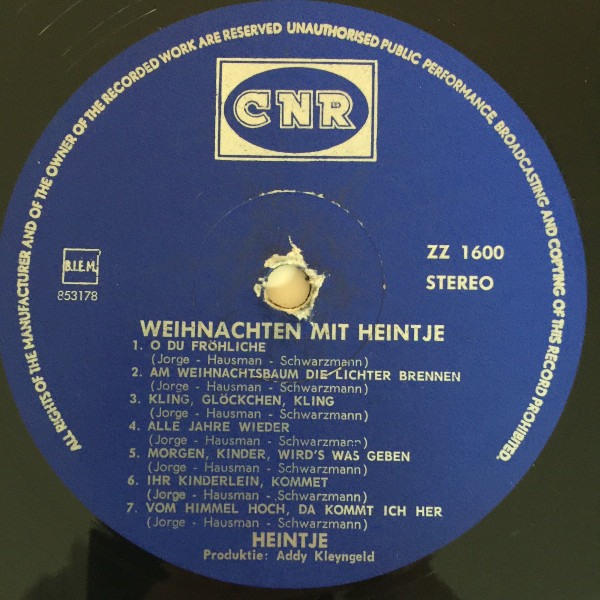 ALL RIGHTS OF THE MANUFACTURER AND OF THE OWNER OF THE RECORDED WORK ARE RESERVED UNAUTHORISED PUBLIC PERFORMANCE, BROADCASTING AND COPYING OF THIS RECORD PROHIBITED.
CNR
B.I.E.M.
853178
ZZ 1600
STEREO
WEIHNACHTEN MIT HEINTJE
1. O DU FRÖHLICHE
(Jorge - Hausman - Schwarzmann)
2. AM WEIHNACHTSBAUM DIE LICHTER BRENNEN
(Jorge - Hausman - Schwarzmann)
3. KLING, GLÖCKCHEN, KLING
(Jorge - Hausman - Schwarzmann)
4. ALLE JAHRE WIEDER
(Jorge - Hausman - Schwarzmann)
5. MORGEN, KINDER, WIRD'S WAS GEBEN
(Jorge - Hausman - Schwarzmann)
6. IHR KINDERLEIN, KOMMET
(Jorge - Hausman - Schwarzmann)
7. VOM HIMMEL HOCH, DA KOMMT ICH HER
(Jorge - Hausman - Schwarzmann)
HEINTJE
Produktie: Addy Kleyngeld